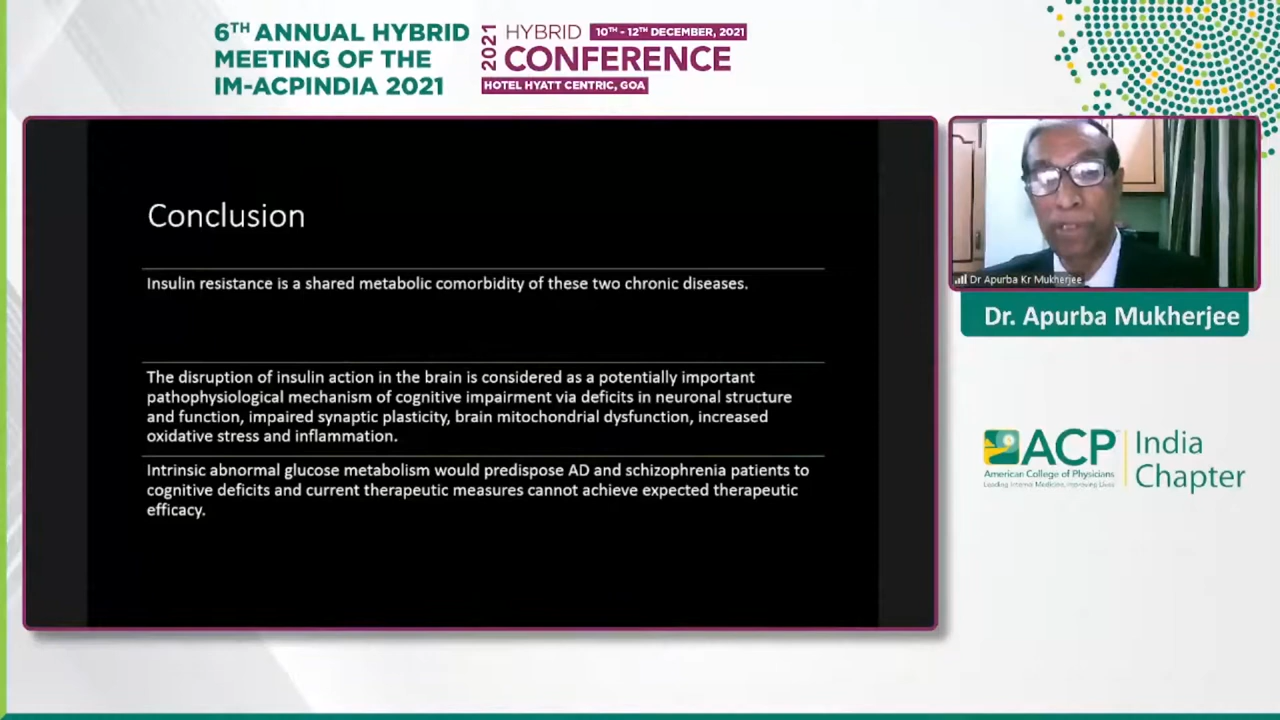 6TH ANNUAL HYBRID
MEETING OF THE
IM-ACPINDIA 2021
2021
HYBRID 10TH - 12TH DECEMBER, 2021
CONFERENCE
HOTEL HYATT CENTRIC, GOA
Conclusion
Insulin resistance is a shared metabolic comorbidity of these two chronic diseases.
The disruption of insulin action in the brain is considered as a potentially important
pathophysiological mechanism of cognitive impairment via deficits in neuronal structure
and function, impaired synaptic plasticity, brain mitochondrial dysfunction, increased
oxidative stress and inflammation.
Intrinsic abnormal glucose metabolism would predispose AD and schizophrenia patients to
cognitive deficits and current therapeutic measures cannot achieve expected therapeutic
efficacy.
Dr Apurba Kr Mukherjee
Dr. Apurba Mukherjee
ACP
American College of Physicians
Leading Internal Medicine, Improving Lives
India
Chapter